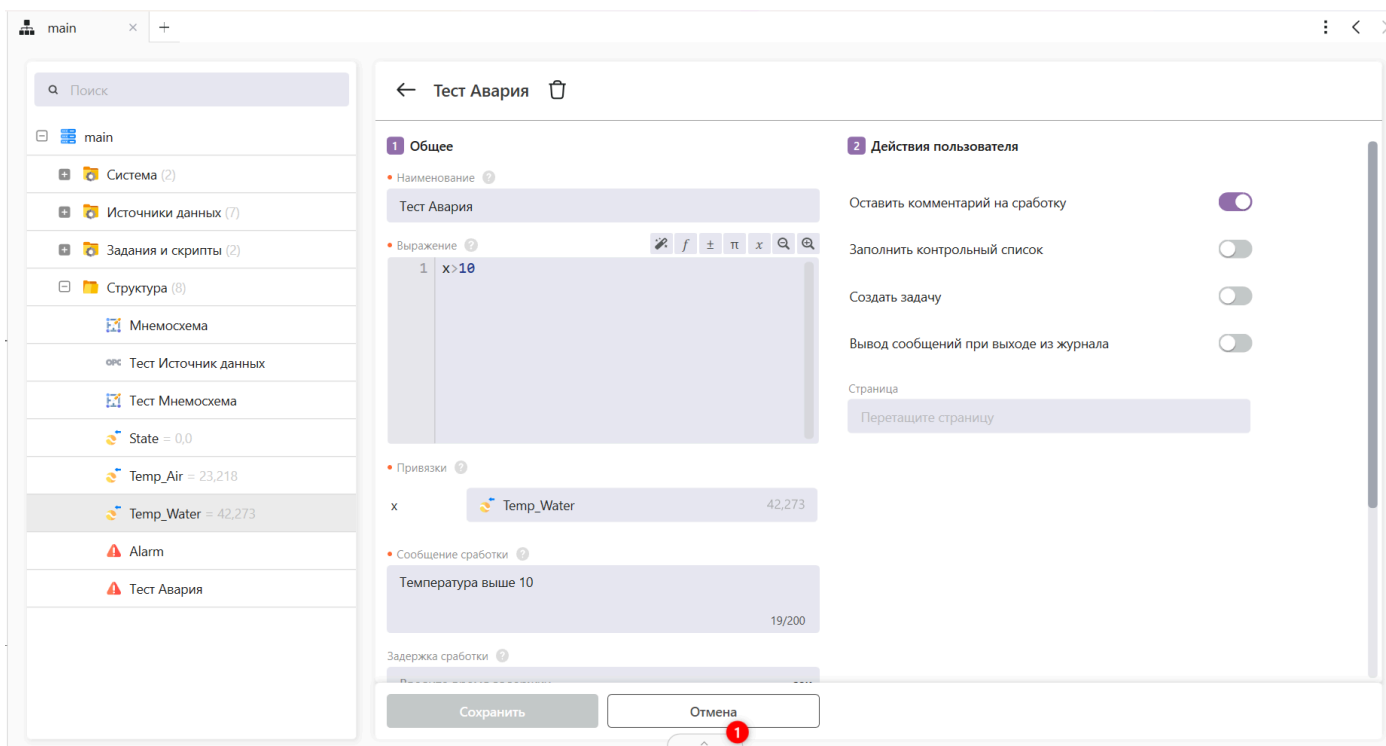 main
Поиск
main
Система (2)
Источники данных (7)
Задания и скрипты (2)
Структура (8)
Мнемосхема
OPC Тест Источник данных
Тест Мнемосхема
State = 0,0
Temp_Air = 23,218
Temp_Water = 42,273
Alarm
Тест Авария
Тест Авария
1 Общее
Наименование ?
Тест Авария
Выражение ? f ± π x
1 x>10
Привязки ?
x Temp_Water 42,273
Сообщение сработки ?
Температура выше 10
19/200
Задержка сработки ?
Сохранить Отмена
1
2 Действия пользователя
Оставить комментарий на сработку
Заполнить контрольный список
Создать задачу
Вывод сообщений при выходе из журнала
Страница
Перетащите страницу